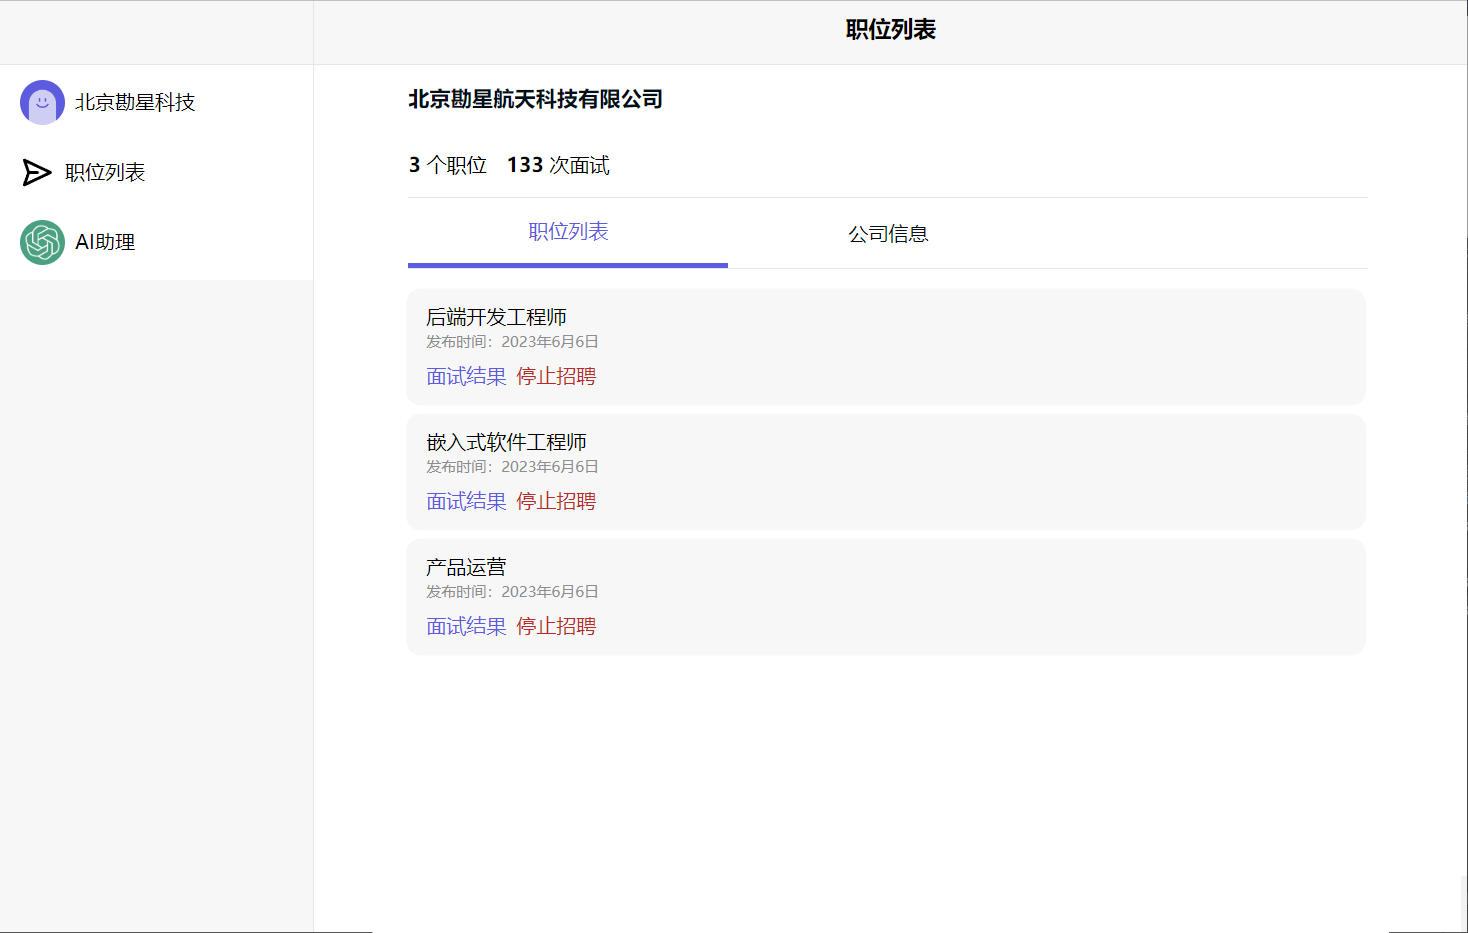 职位列表
北京勘星科技
职位列表
AI助理
北京勘星航天科技有限公司
3 个职位 133 次面试
职位列表 公司信息
后端开发工程师
发布时间：2023年6月6日
面试结果 停止招聘
嵌入式软件工程师
发布时间：2023年6月6日
面试结果 停止招聘
产品运营
发布时间：2023年6月6日
面试结果 停止招聘